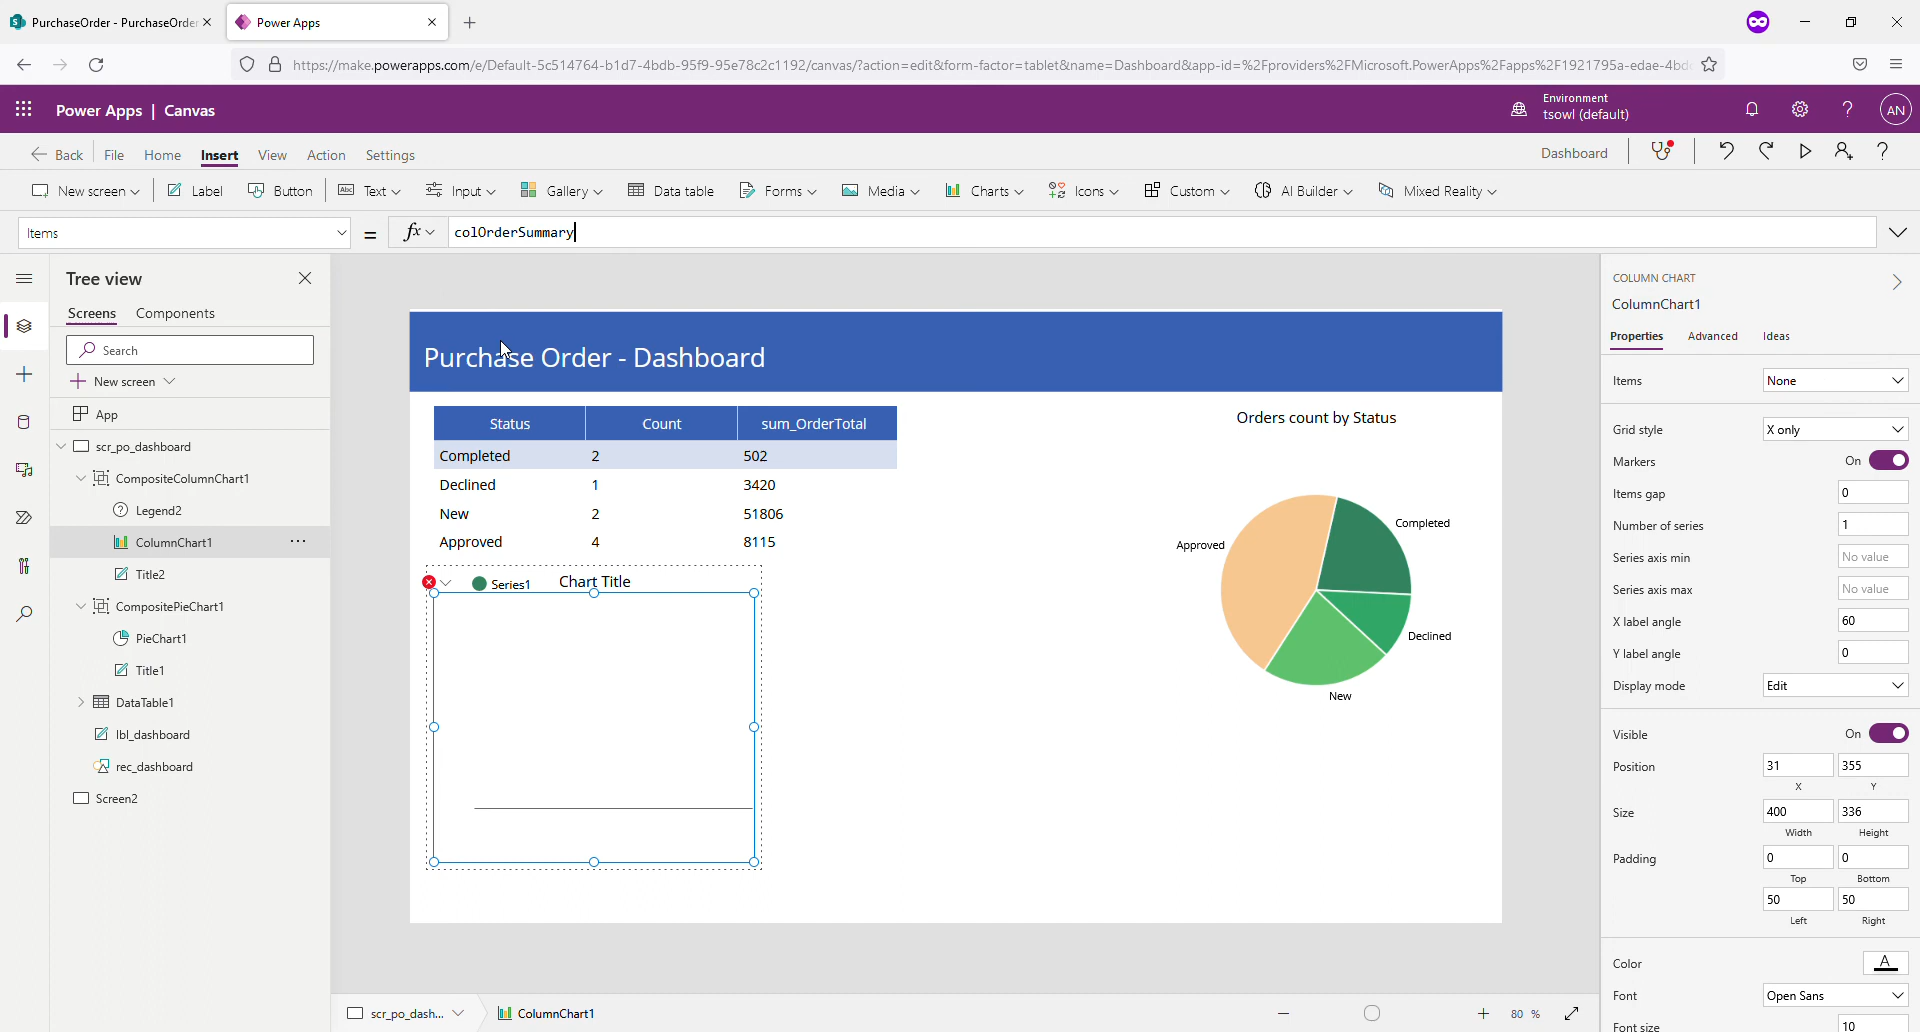 PurchaseOrder - PurchaseOrder
Power Apps
https://make.powerapps.com/e/Default-5c514764-b1d7-4bdb-95f9-95e78c2c1192/canvas/?action=edit&form-factor=tablet&name=Dashboard&app-id=%2Fproviders%2FMicrosoft.PowerApps%2Fapps%2F1921795a-edae-4bd
Power Apps | Canvas
Environment
tsowl (default)
AN
Back
File
Home
Insert
View
Action
Settings
Dashboard
New screen
Label
Button
Text
Input
Gallery
Data table
Forms
Media
Charts
Icons
Custom
AI Builder
Mixed Reality
Items
=
fx
colOrderSummary
Tree view
Screens
Components
Search
New screen
App
scr_po_dashboard
CompositeColumnChart1
Legend2
ColumnChart1
Title2
CompositePieChart1
PieChart1
Title1
DataTable1
lbl_dashboard
rec_dashboard
Screen2
Purchase Order - Dashboard
Status Count sum_OrderTotal
Completed 2 502
Declined 1 3420
New 2 51806
Approved 4 8115
Series1
Chart Title
Orders count by Status
Completed
Approved
Declined
New
COLUMN CHART
ColumnChart1
Properties
Advanced
Ideas
Items None
Grid style X only
Markers On
Items gap 0
Number of series 1
Series axis min No value
Series axis max No value
X label angle 60
Y label angle 0
Display mode Edit
Visible On
Position 31 355
X Y
Size 400 336
Width Height
Padding 0 0
Top Bottom
50 50
Left Right
Color A
Font Open Sans
Font size 10
scr_po_dash...
ColumnChart1
80 %